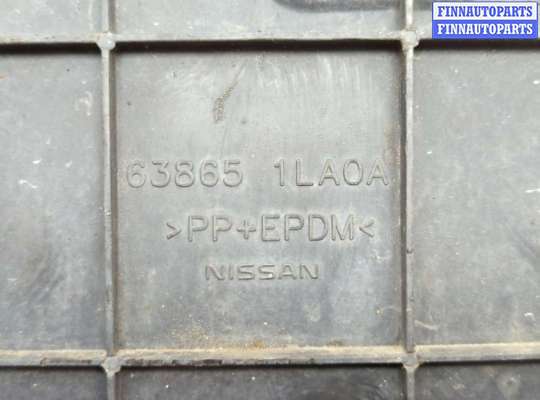 FINNAUTOPARTS
FINNAUTOPARTS
63865 1LA0A
>PP+EPDM<
NISSAN